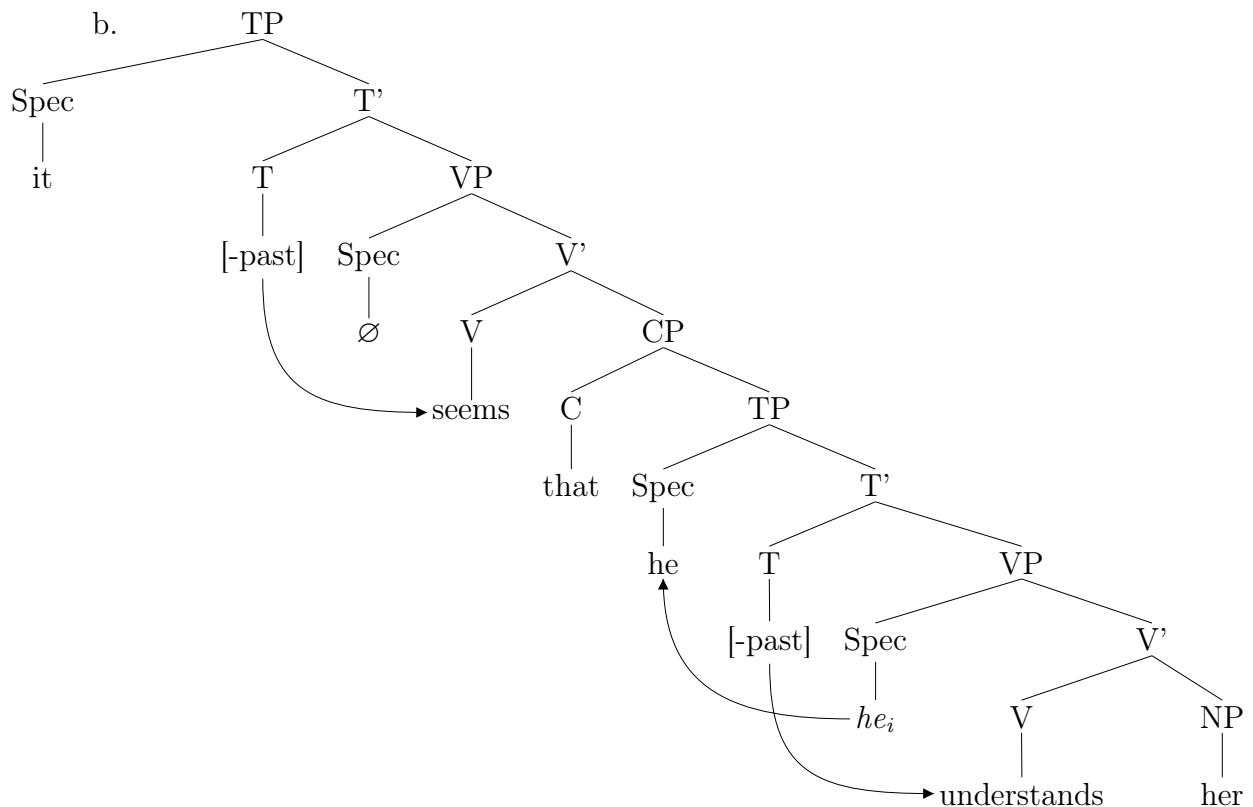 b. TP
Spec T'
it T VP
[-past] Spec V'
∅ V CP
seems C TP
that Spec T'
he T VP
[-past] Spec V'
he_i V NP
understands her